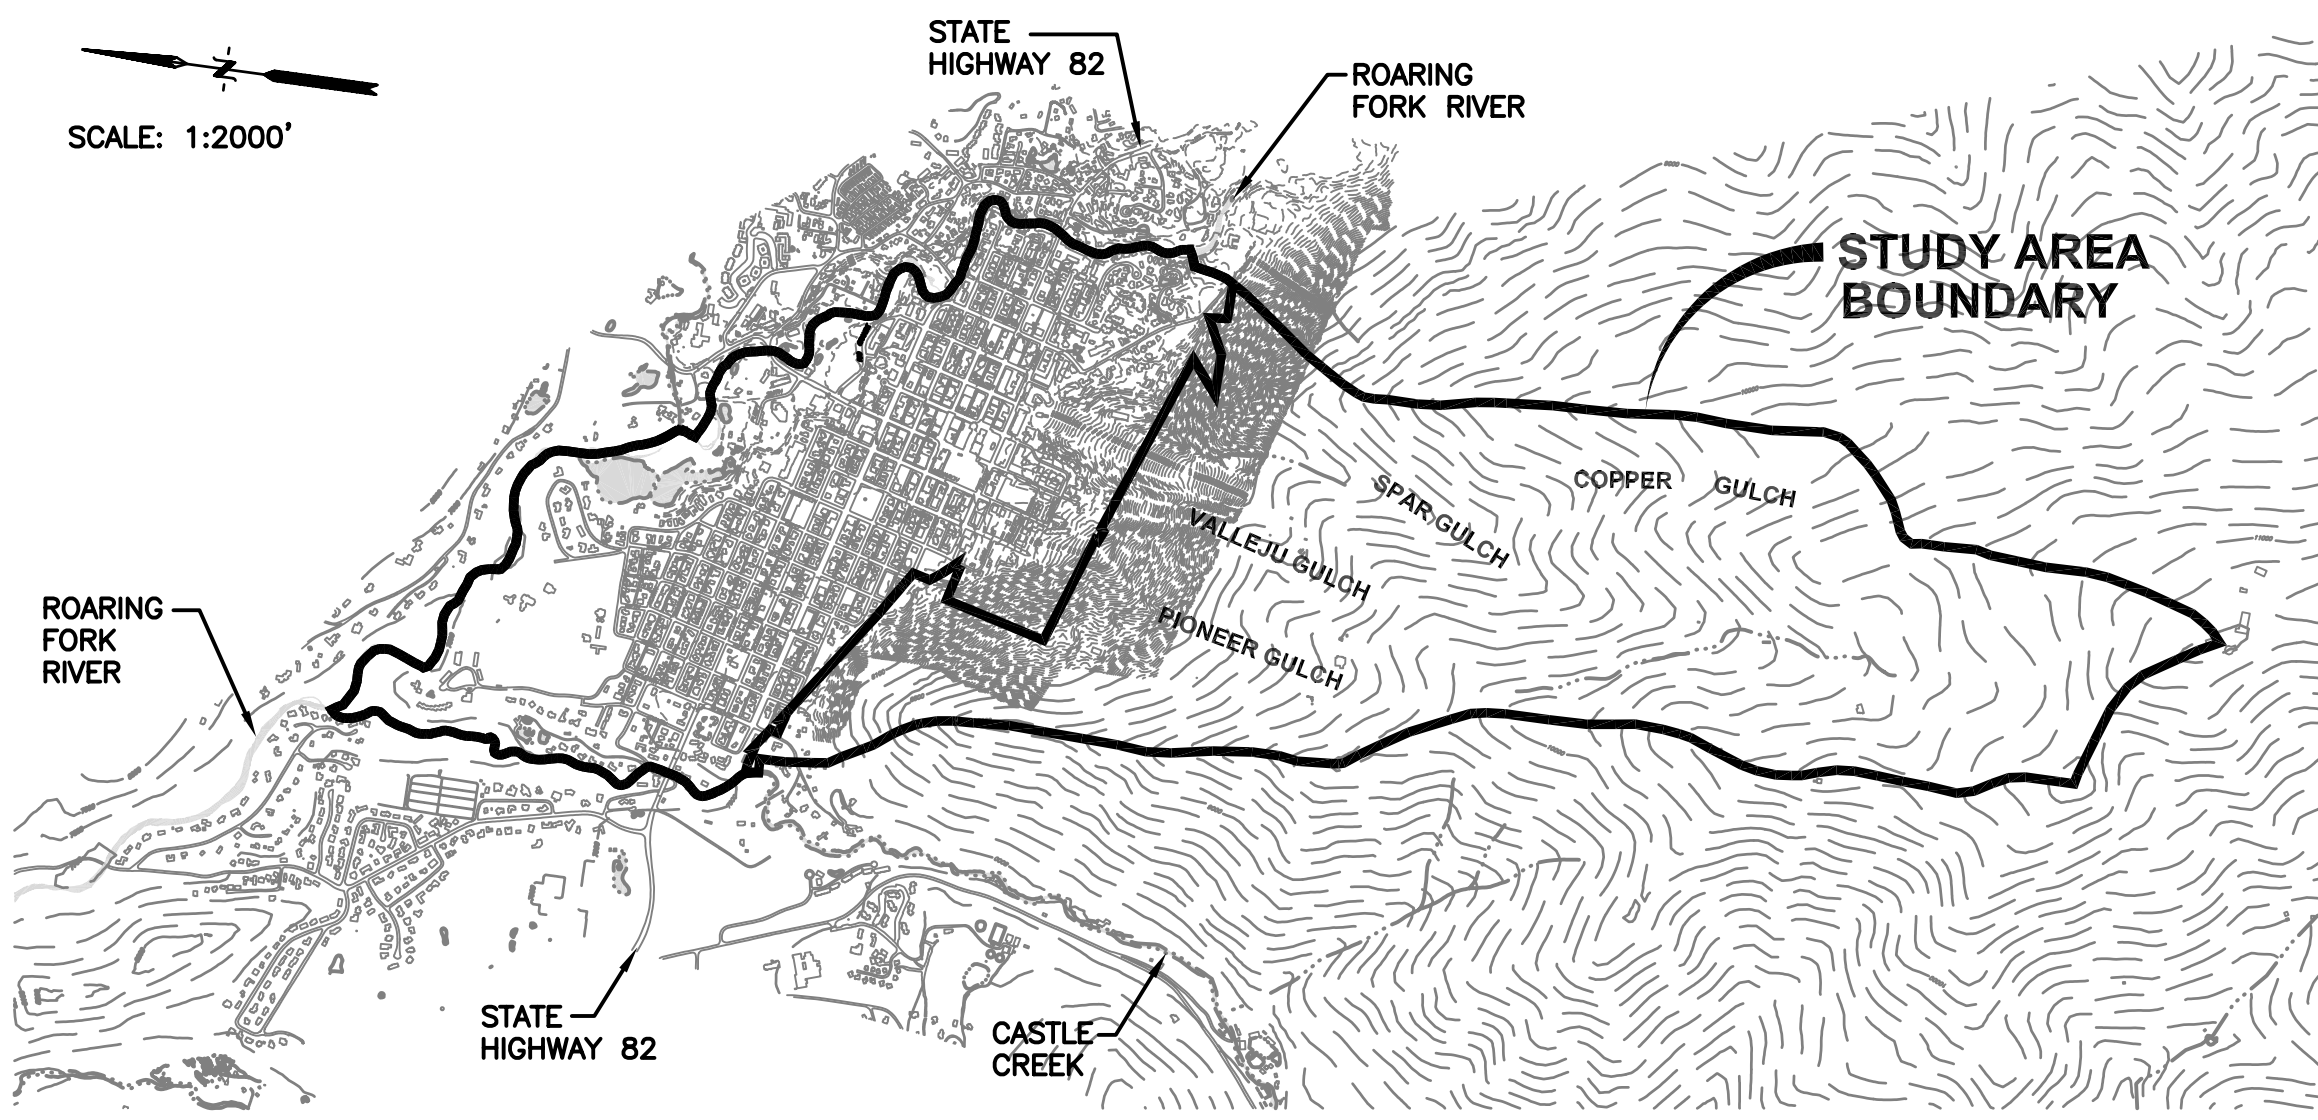 STATE
HIGHWAY 82
ROARING
FORK RIVER
N
SCALE: 1:2000'
STUDY AREA
BOUNDARY
COPPER GULCH
SPAR GULCH
VALLEJU GULCH
PIONEER GULCH
ROARING
FORK
RIVER
STATE
HIGHWAY 82
CASTLE
CREEK